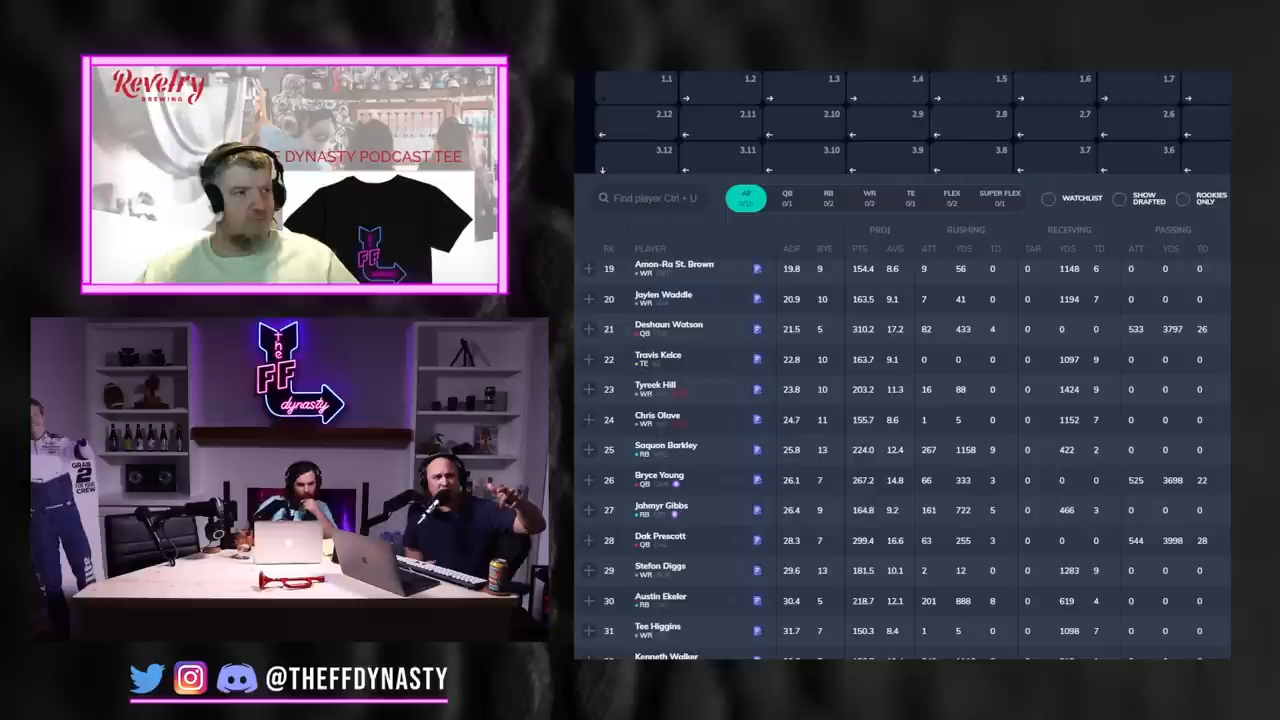 Revelry
BREWING
DYNASTY PODCAST TEE
FF
the
FF
dynasty
GRAB
2
FOR YOUR
CREW
@THEFFDYNASTY
1.1 1.2 1.3 1.4 1.5 1.6 1.7
2.12 2.11 2.10 2.9 2.8 2.7 2.6
3.12 3.11 3.10 3.9 3.8 3.7 3.6
Find player Ctrl + U
All QB RB WR TE FLEX SUPER FLEX WATCHLIST SHOW DRAFTED ROOKIES ONLY
0/1 0/2 0/2 0/1 0/2 0/1
PROJ RUSHING RECEIVING PASSING
RK PLAYER ADP BYE PTS AVG ATT YDS TD TAR YDS TD ATT YDS TD
19 Amon-Ra St. Brown 19.8 9 154.4 8.6 9 56 0 0 1148 6 0 0 0
WR
20 Jaylen Waddle 20.9 10 163.5 9.1 7 41 0 0 1194 7 0 0 0
WR
21 Deshaun Watson 21.5 5 310.2 17.2 82 433 4 0 0 0 533 3797 26
QB
22 Travis Kelce 22.8 10 163.7 9.1 0 0 0 0 1097 9 0 0 0
TE
23 Tyreek Hill 23.8 10 203.2 11.3 16 88 0 0 1424 9 0 0 0
WR
24 Chris Olave 24.7 11 155.7 8.6 1 5 0 0 1152 7 0 0 0
WR
25 Saquon Barkley 25.8 13 224.0 12.4 267 1158 9 0 422 2 0 0 0
RB
26 Bryce Young 26.1 7 267.2 14.8 66 333 3 0 0 0 525 3698 22
QB
27 Jahmyr Gibbs 26.4 9 164.8 9.2 161 722 5 0 466 3 0 0 0
RB
28 Dak Prescott 28.3 7 299.4 16.6 63 255 3 0 0 0 544 3998 28
QB
29 Stefon Diggs 29.6 13 181.5 10.1 2 12 0 0 1283 9 0 0 0
WR
30 Austin Ekeler 30.4 5 218.7 12.1 201 888 8 0 619 4 0 0 0
RB
31 Tee Higgins 31.7 7 150.3 8.4 1 5 0 0 1098 7 0 0 0
WR
Kenneth Walker